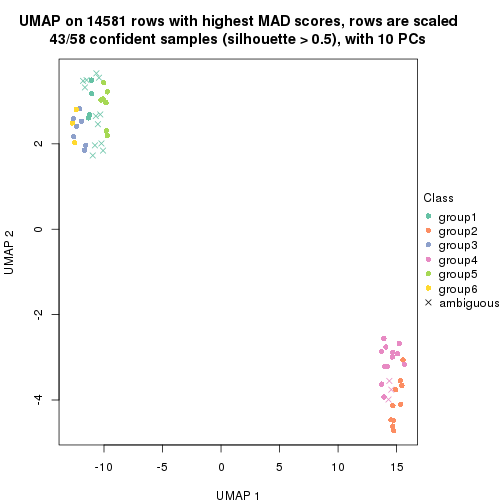 UMAP on 14581 rows with highest MAD scores, rows are scaled
43/58 confident samples (silhouette > 0.5), with 10 PCs
UMAP 2
2
0
-2
-4
-10
-5
0
5
10
15
UMAP 1
Class
group1
group2
group3
group4
group5
group6
ambiguous